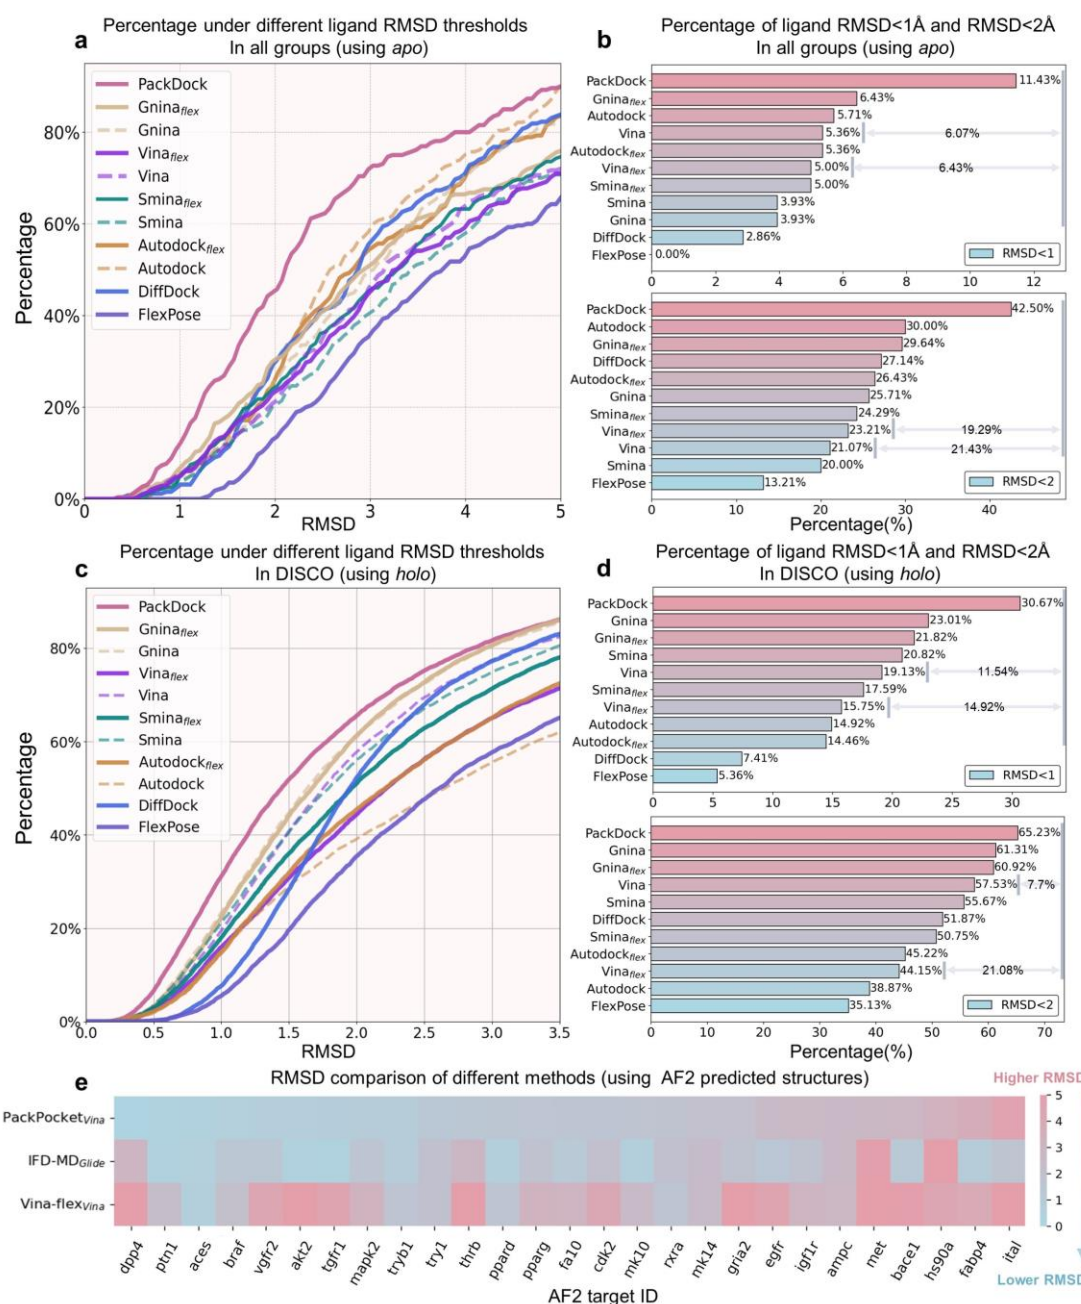 Percentage under different ligand RMSD thresholds
a In all groups (using apo)
PackDock
Gninaflex
Gnina
Vinaflex
Vina
Sminaflex
Smina
Autodockflex
Autodock
DiffDock
FlexPose
Percentage
80%
60%
40%
20%
0%
0 1 2 3 4 5
RMSD
Percentage of ligand RMSD<1Å and RMSD<2Å
b In all groups (using apo)
PackDock 11.43%
Gninaflex 6.43%
Autodock 5.71%
Vina 5.36% 6.07%
Autodockflex 5.36%
Vinaflex 5.00% 6.43%
Sminaflex 5.00%
Smina 3.93%
Gnina 3.93%
DiffDock 2.86%
FlexPose 0.00%
RMSD<1
0 2 4 6 8 10 12
PackDock 42.50%
Autodock 30.00%
Gninaflex 29.64%
DiffDock 27.14%
Autodockflex 26.43%
Gnina 25.71%
Sminaflex 24.29%
Vinaflex 23.21% 19.29%
Vina 21.07% 21.43%
Smina 20.00%
FlexPose 13.21%
RMSD<2
0 10 20 30 40
Percentage(%)
Percentage under different ligand RMSD thresholds
c In DISCO (using holo)
PackDock
Gninaflex
Gnina
Vinaflex
Vina
Sminaflex
Smina
Autodockflex
Autodock
DiffDock
FlexPose
Percentage
80%
60%
40%
20%
0%
0.0 0.5 1.0 1.5 2.0 2.5 3.0 3.5
RMSD
Percentage of ligand RMSD<1Å and RMSD<2Å
d In DISCO (using holo)
PackDock 30.67%
Gnina 23.01%
Gninaflex 21.82%
Smina 20.82%
Vina 19.13% 11.54%
Sminaflex 17.59%
Vinaflex 15.75% 14.92%
Autodock 14.92%
Autodockflex 14.46%
DiffDock 7.41%
FlexPose 5.36%
RMSD<1
0 5 10 15 20 25 30
PackDock 65.23%
Gnina 61.31%
Gninaflex 60.92%
Vina 57.53% 7.7%
Smina 55.67%
DiffDock 51.87%
Sminaflex 50.75%
Autodockflex 45.22%
Vinaflex 44.15% 21.08%
Autodock 38.87%
FlexPose 35.13%
RMSD<2
0 10 20 30 40 50 60 70
Percentage(%)
e RMSD comparison of different methods (using AF2 predicted structures)
Higher RMSD
PackPocketVina
IFD-MDGlide
Vina-flexVina
5
4
3
2
1
0
dpp4 ptn1 aces braf vgfr2 akt2 tgfr1 mapk2 tryb1 try1 thrb ppard pparg fa10 cdk2 mk10 rxra mk14 gria2 egfr igf1r ampc met bace1 hs90a fabp4 ital
Lower RMSD
AF2 target ID